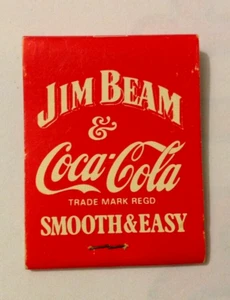 JIM BEAM
&
Coca-Cola
TRADE MARK REGD
SMOOTH & EASY